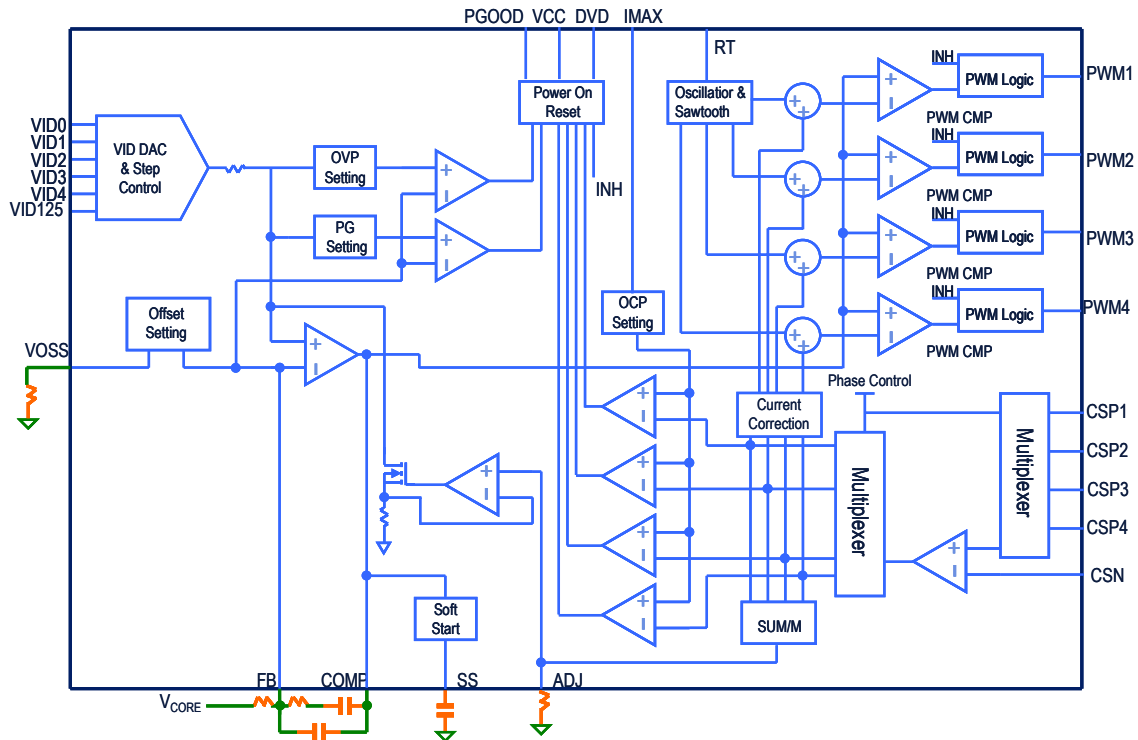 PGOOD VCC DVD IMAX
RT
INH
PWM Logic
PWM1
Power On
Reset
Oscillatior &
Sawtooth
+
+
+
−
PWM CMP
VID0
VID1
VID2
VID3
VID4
VID125
VID DAC
& Step
Control
OVP
Setting
+
−
INH
INH
PWM Logic
PWM2
+
+
+
−
PWM CMP
PG
Setting
+
−
INH
PWM Logic
PWM3
+
+
+
−
PWM CMP
Offset
Setting
OCP
Setting
INH
PWM Logic
PWM4
+
+
+
−
PWM CMP
VOSS
+
−
Phase Control
+
−
Current
Correction
Multiplexer
Multiplexer
CSP1
CSP2
CSP3
CSP4
CSN
+
−
+
−
+
−
+
−
+
−
Soft
Start
SUM/M
FB
COMP
SS
ADJ
VCORE